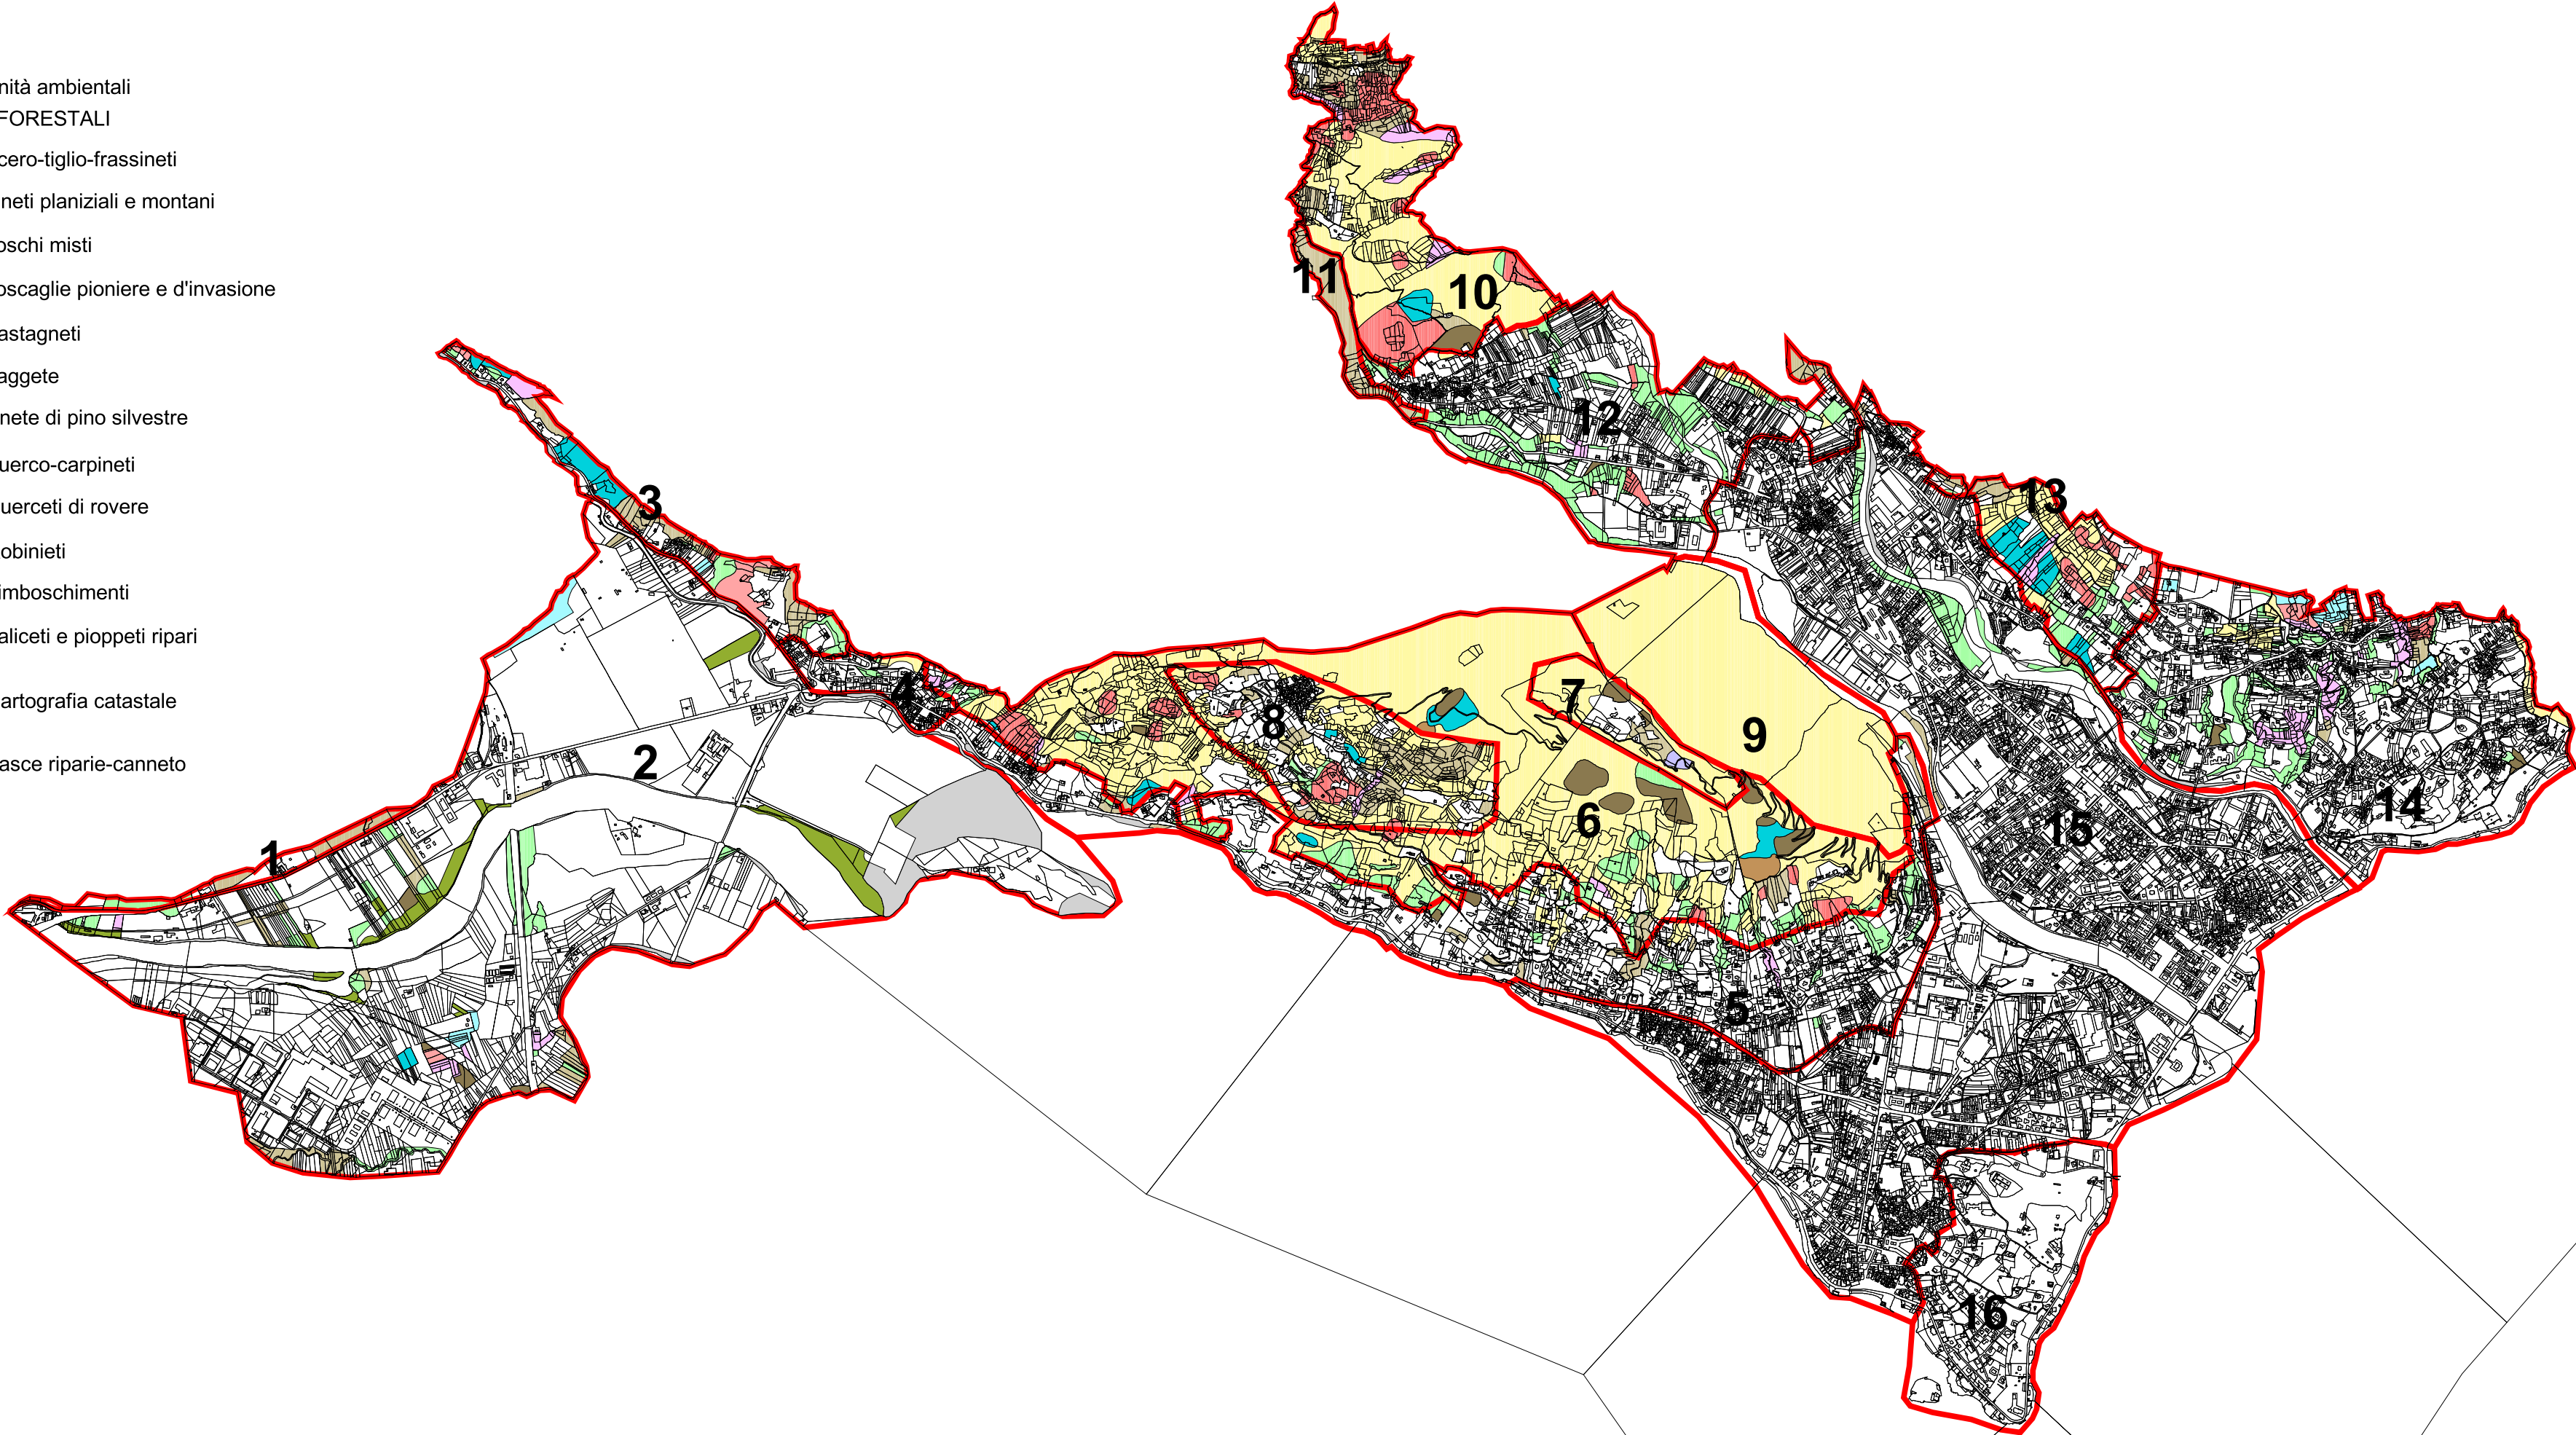 nità ambientali
FORESTALI
cero-tiglio-frassineti
neti planiziali e montani
oschi misti
oscaglie pioniere e d'invasione
astagneti
aggete
nete di pino silvestre
uerco-carpineti
uerceti di rovere
obinieti
imboschimenti
aliceti e pioppeti ripari
artografia catastale
asce riparie-canneto
11
10
12
3
13
4
7
8
9
2
6
14
15
1
5
16